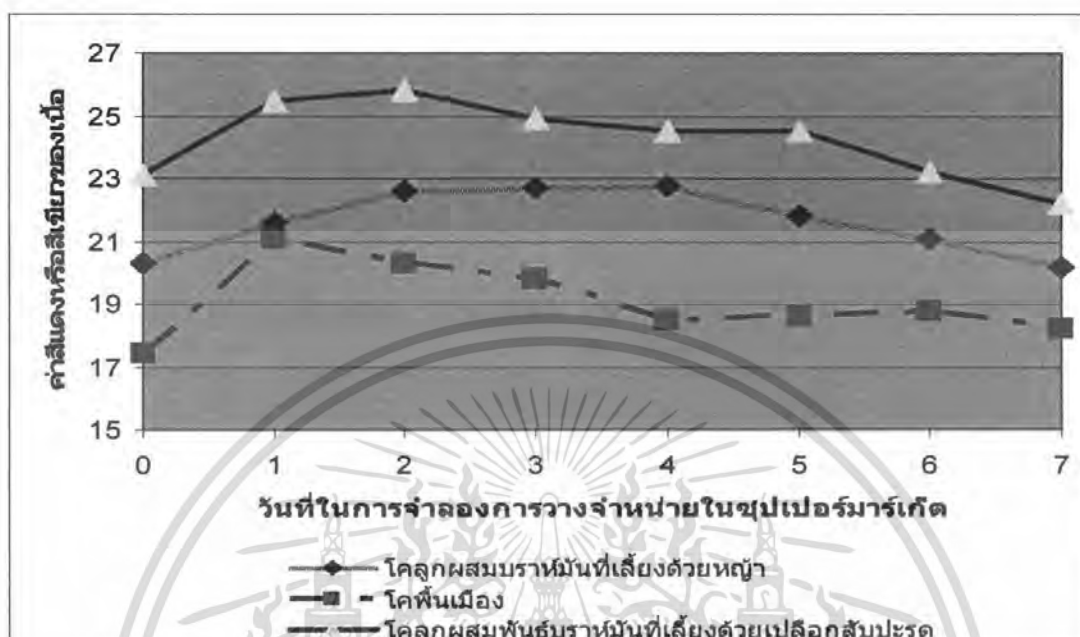 27
25
23
21
19
17
15
ค่าสีแดงหรือสีเขียวของเนื้อ
0 1 2 3 4 5 6 7
วันที่ในการจำลองการวางจำหน่ายในซุปเปอร์มาร์เก็ต
โคลูกผสมบราห์มันที่เลี้ยงด้วยหญ้า
โคพื้นเมือง
โคลูกผสมพันธุ์บราห์มันที่เลี้ยงด้วยเปลือกสับปะรด